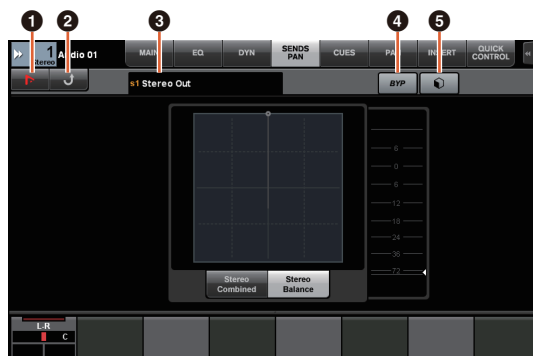 1 2 3 4 5
1 Stereo Audio 01 MAIN EQ DYN SENDS PAN CUES INSERT QUICK CONTROL
s1 Stereo Out BYP
6
0
6
12
18
24
36
72
Stereo Combined Stereo Balance
L-R
C